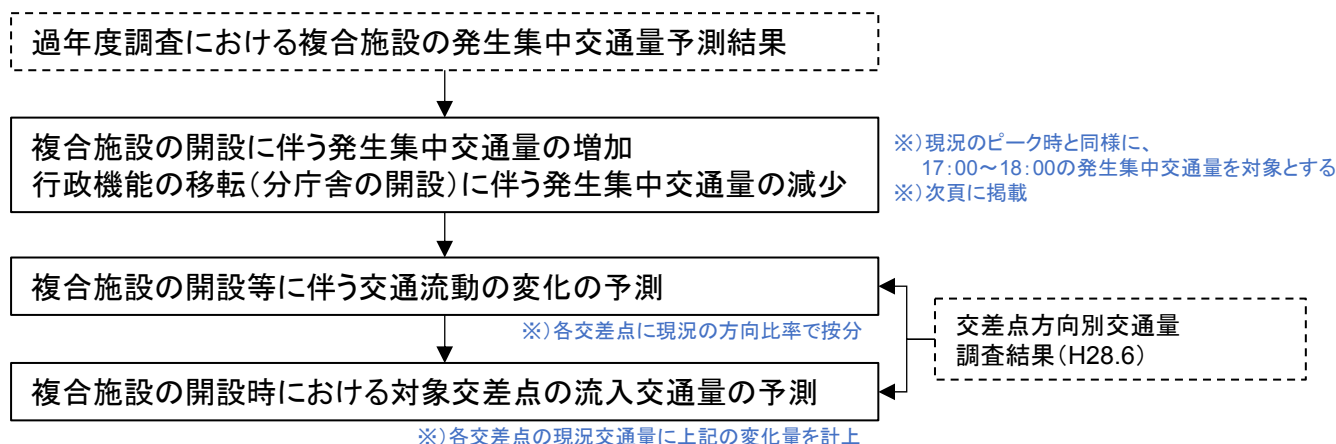 過年度調査における複合施設の発生集中交通量予測結果
複合施設の開設に伴う発生集中交通量の増加
行政機能の移転(分庁舎の開設)に伴う発生集中交通量の減少
※)現況のピーク時と同様に、
17:00～18:00の発生集中交通量を対象とする
※)次頁に掲載
複合施設の開設等に伴う交通流動の変化の予測
※)各交差点に現況の方向比率で按分
交差点方向別交通量
調査結果(H28.6)
複合施設の開設時における対象交差点の流入交通量の予測
※)各交差点の現況交通量に上記の変化量を計上